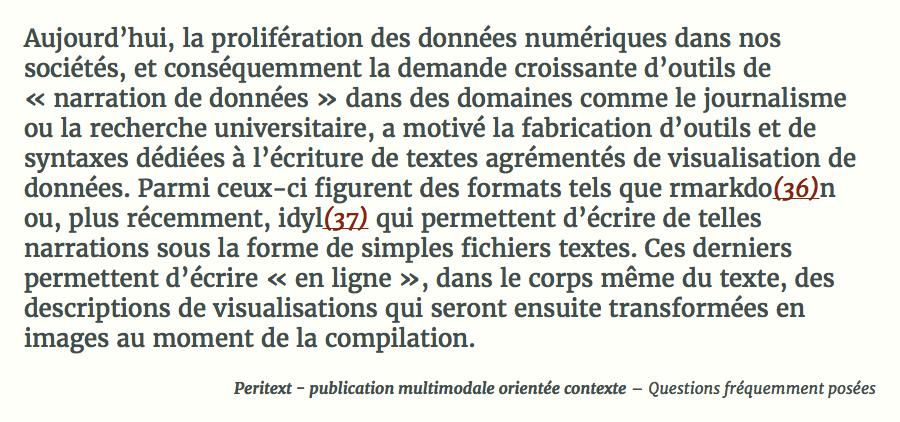 Aujourd’hui, la prolifération des données numériques dans nos
sociétés, et conséquemment la demande croissante d’outils de
« narration de données » dans des domaines comme le journalisme
ou la recherche universitaire, a motivé la fabrication d’outils et de
syntaxes dédiées à l’écriture de textes agrémentés de visualisation de
données. Parmi ceux-ci figurent des formats tels que rmarkdo(36)n
ou, plus récemment, idyl(37) qui permettent d’écrire de telles
narrations sous la forme de simples fichiers textes. Ces derniers
permettent d’écrire « en ligne », dans le corps même du texte, des
descriptions de visualisations qui seront ensuite transformées en
images au moment de la compilation.
Peritext - publication multimodale orientée contexte – Questions fréquemment posées